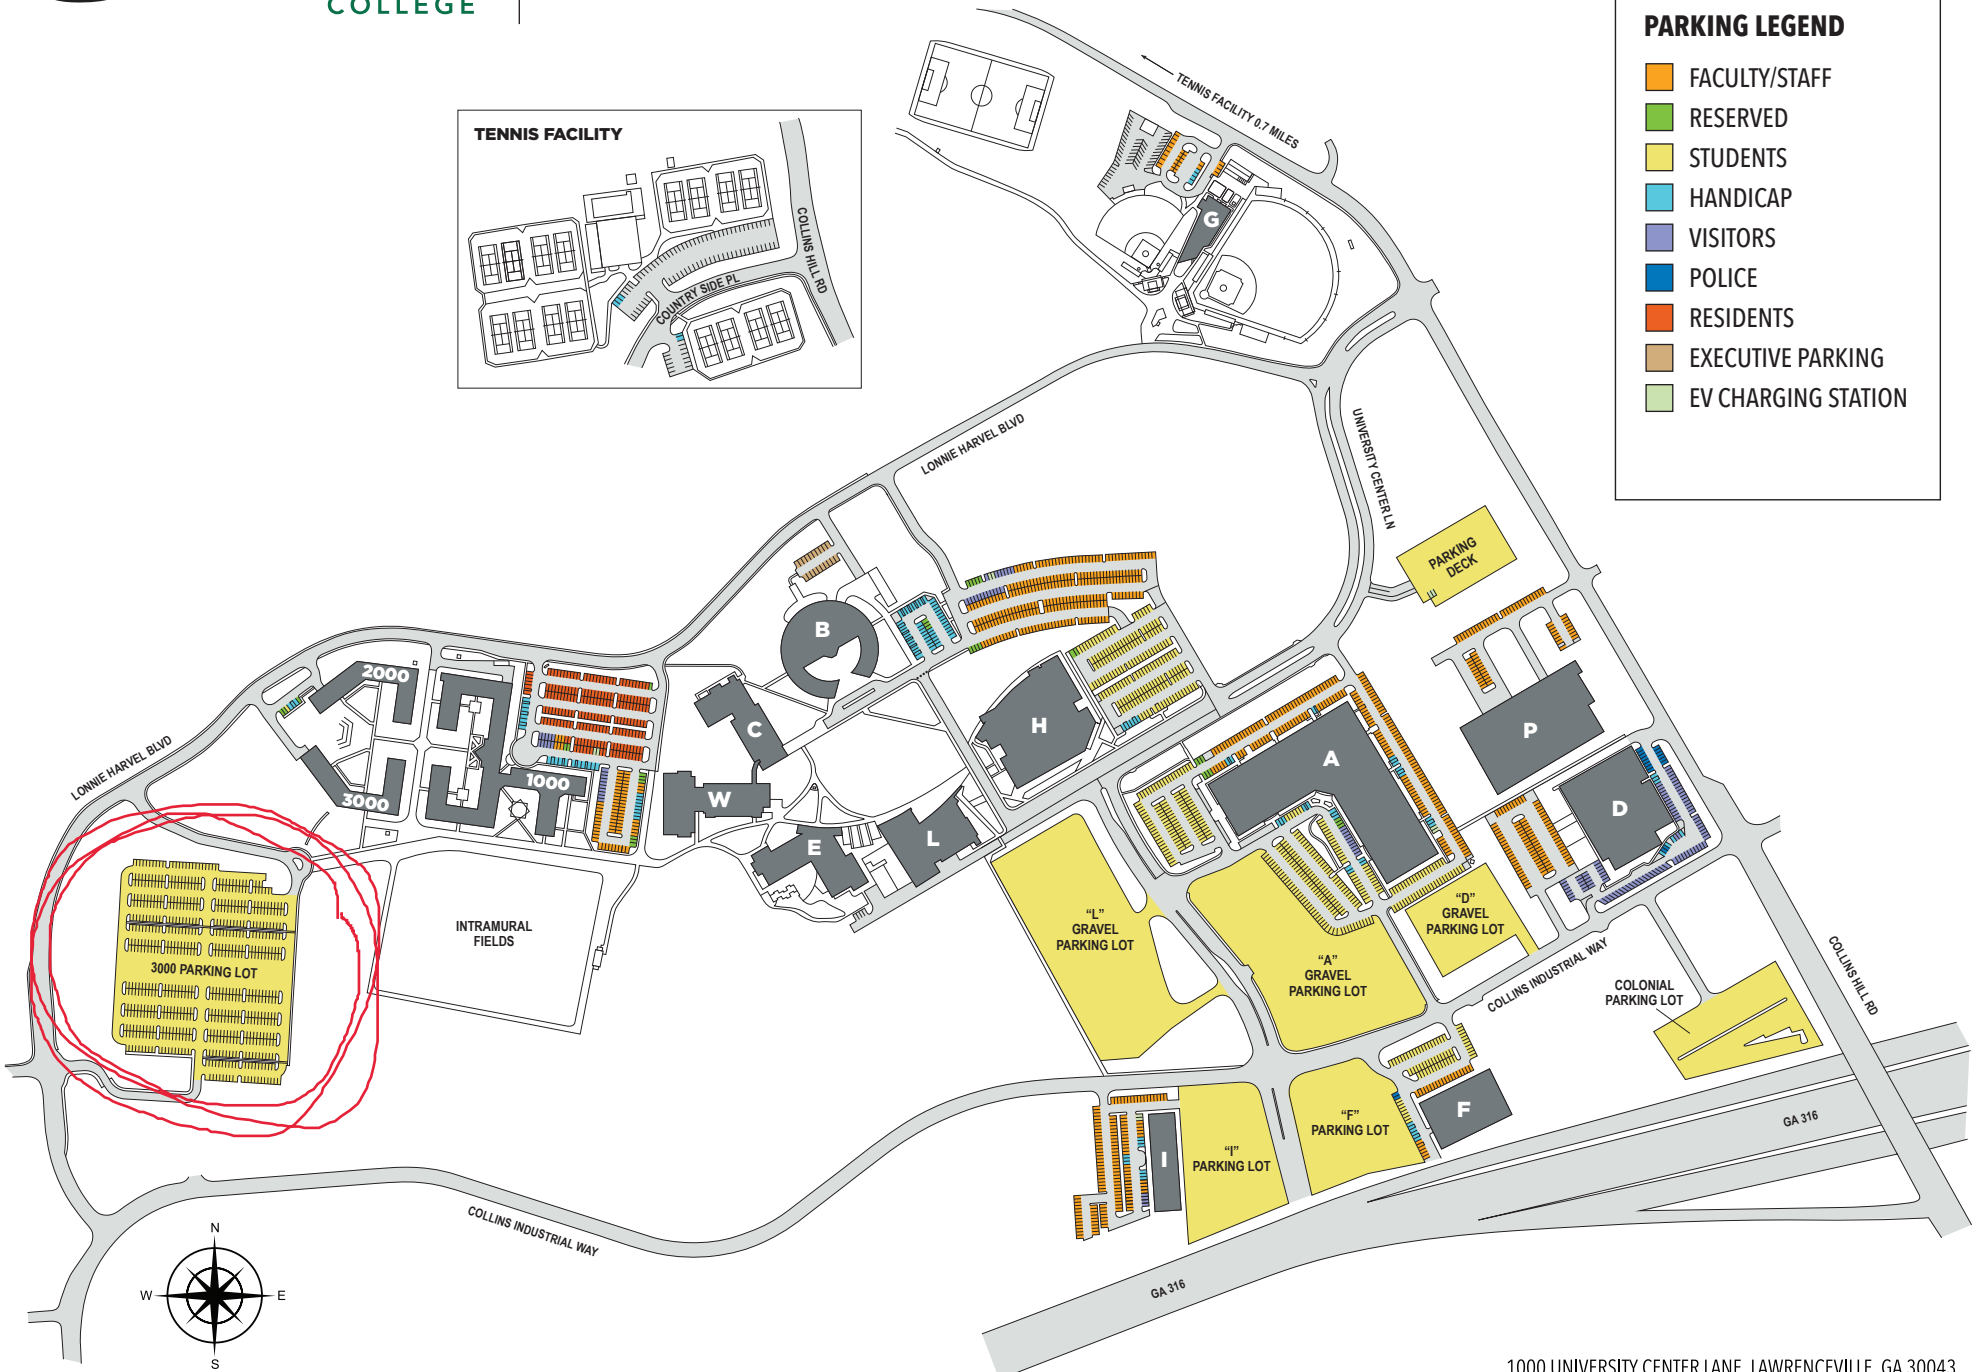 COLLEGE
PARKING LEGEND
FACULTY/STAFF
RESERVED
STUDENTS
HANDICAP
VISITORS
POLICE
RESIDENTS
EXECUTIVE PARKING
EV CHARGING STATION
TENNIS FACILITY
COLLINS HILL RD
COUNTRY SIDE PL
TENNIS FACILITY 0.7 MILES
G
LONNIE HARVEL BLVD
UNIVERSITY CENTER LN
PARKING
DECK
B
2000
C
H
A
P
1000
3000
W
D
E
L
LONNIE HARVEL BLVD
INTRAMURAL
FIELDS
3000 PARKING LOT
"L"
GRAVEL
PARKING LOT
"A"
GRAVEL
PARKING LOT
"D"
GRAVEL
PARKING LOT
COLLINS INDUSTRIAL WAY
COLONIAL
PARKING LOT
COLLINS HILL RD
"F"
PARKING LOT
F
GA 316
"I"
PARKING LOT
I
COLLINS INDUSTRIAL WAY
GA 316
N
W
E
S
1000 UNIVERSITY CENTER LANE, LAWRENCEVILLE, GA 30043